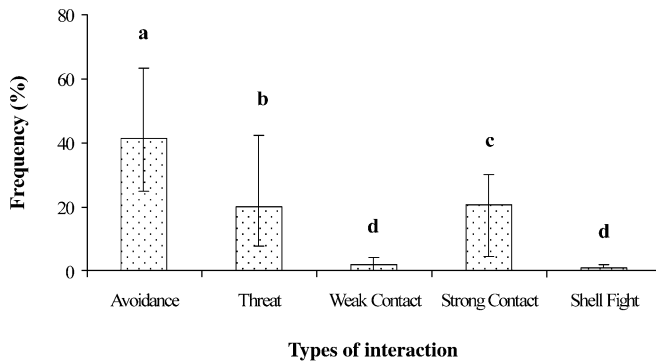 80
a
60
b
Frequency (%)
40
c
20
d
d
0
Avoidance Threat Weak Contact Strong Contact Shell Fight
Types of interaction